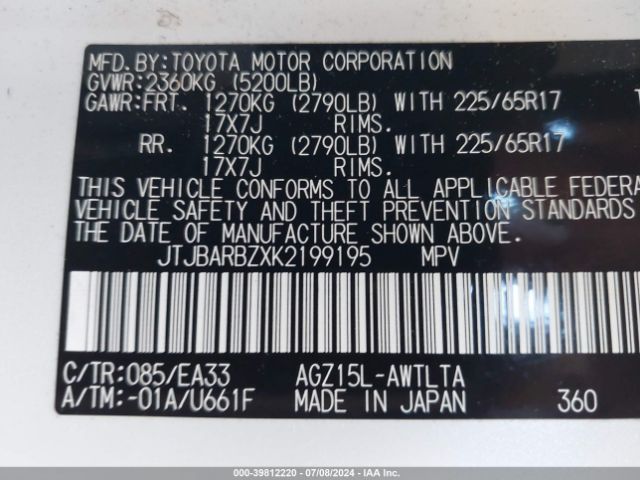 MFD.BY:TOYOTA MOTOR CORPORATION
GVWR:2360KG (5200LB)
GAWR:FRT. 1270KG (2790LB) WITH 225/65R17
17X7J RIMS.
RR. 1270KG (2790LB) WITH 225/65R17
17X7J RIMS.
THIS VEHICLE CONFORMS TO ALL APPLICABLE FEDERA
VEHICLE SAFETY AND THEFT PREVENTION STANDARDS
THE DATE OF MANUFACTURE SHOWN ABOVE.
JTJBARBZXK2199195 MPV
C/TR:085/EA33 AGZ15L-AWTLTA
A/TM:-01A/U661F MADE IN JAPAN 360
000-39812220 - 07/08/2024 - IAA Inc.